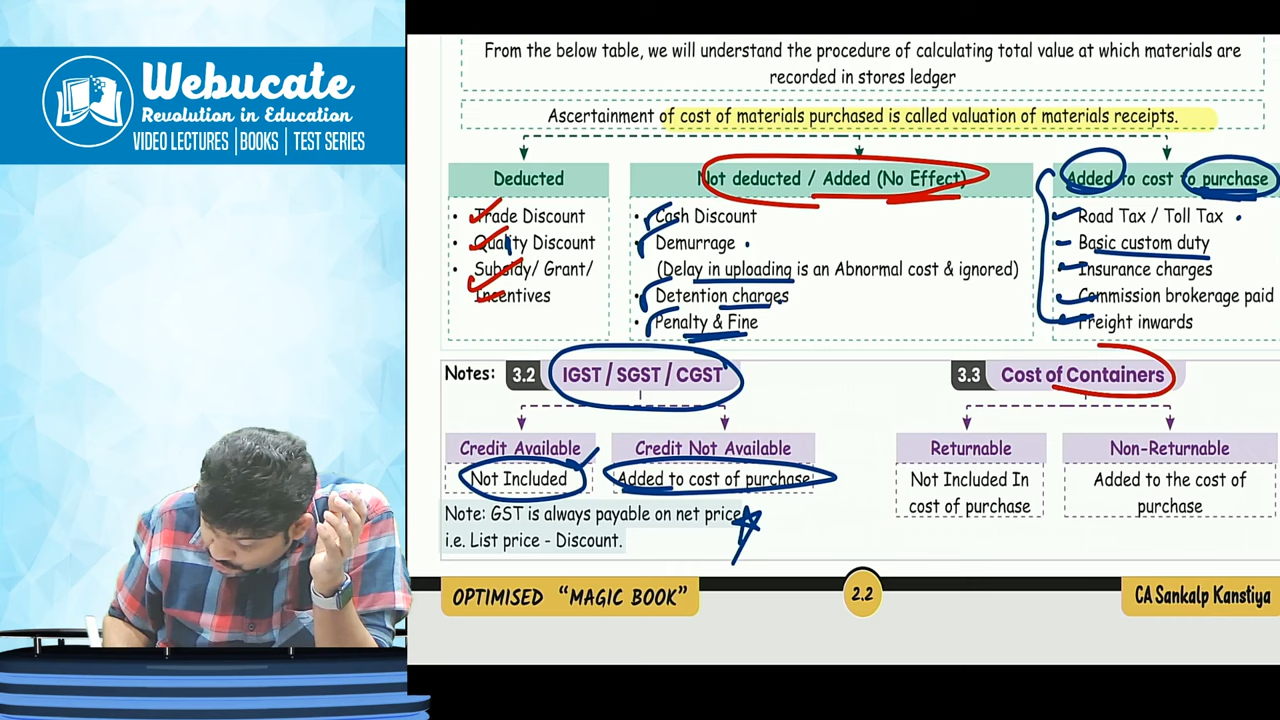 Webucate
Revolution in Education
VIDEO LECTURES | BOOKS | TEST SERIES
From the below table, we will understand the procedure of calculating total value at which materials are
recorded in stores ledger
Ascertainment of cost of materials purchased is called valuation of materials receipts.
Deducted
Trade Discount
Quality Discount
Subsidy/ Grant/
Incentives
Not deducted / Added (No Effect)
Cash Discount
Demurrage
(Delay in uploading is an Abnormal cost & ignored)
Detention charges
Penalty & Fine
Added to cost to purchase
Road Tax / Toll Tax
Basic custom duty
Insurance charges
Commission brokerage paid
Freight inwards
Notes: 3.2 IGST / SGST / CGST
Credit Available
Not Included
Credit Not Available
Added to cost of purchase
Note: GST is always payable on net price
i.e. List price - Discount.
3.3 Cost of Containers
Returnable
Not Included In
cost of purchase
Non-Returnable
Added to the cost of
purchase
OPTIMISED "MAGIC BOOK"
2.2
CA Sankalp Kanstiya